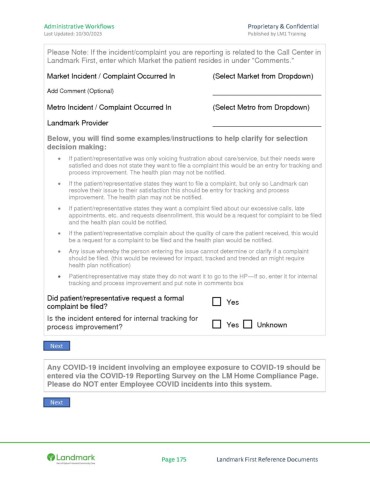 Administrative Workflows
Proprietary & Confidential
Last Updated: 10/30/2023
Published by LM1 Training
Please Note: If the incident/complaint you are reporting is related to the Call Center in
Landmark First, enter which Market the patient resides in under "Comments."
Market Incident / Complaint Occurred In (Select Market from Dropdown)
Add Comment (Optional)
Metro Incident / Complaint Occurred In (Select Metro from Dropdown)
Landmark Provider
Below, you will find some examples/instructions to help clarify for selection
decision making:
• If patient/representative was only voicing frustration about care/service, but their needs were
satisfied and does not state they want to file a complaint this would be an entry for tracking and
process improvement. The health plan may not be notified.
• If the patient/representative states they want to file a complaint, but only so Landmark can
resolve their issue to their satisfaction this should be entry for tracking and process
improvement. The health plan may not be notified.
• If patient/representative states they want a complaint filed about our excessive calls, late
appointments, etc. and requests disenrollment, this would be a request for complaint to be filed
and the health plan could be notified.
• If the patient/representative complain about the quality of care the patient received, this would
be a request for a complaint to be filed and the health plan would be notified.
• Any issue whereby the person entering the issue cannot determine or clarify if a complaint
should be filed. (this would be reviewed for impact, tracked and trended an might require
health plan notification)
• Patient/representative may state they do not want it to go to the HP—If so, enter it for internal
tracking and process improvement and put note in comments box
Did patient/representative request a formal
complaint be filed?
Yes
Is the incident entered for internal tracking for
process improvement?
Yes Unknown
Next
Any COVID-19 incident involving an employee exposure to COVID-19 should be
entered via the COVID-19 Reporting Survey on the LM Home Compliance Page.
Please do NOT enter Employee COVID incidents into this system.
Next
Landmark
Page 175
Landmark First Reference Documents